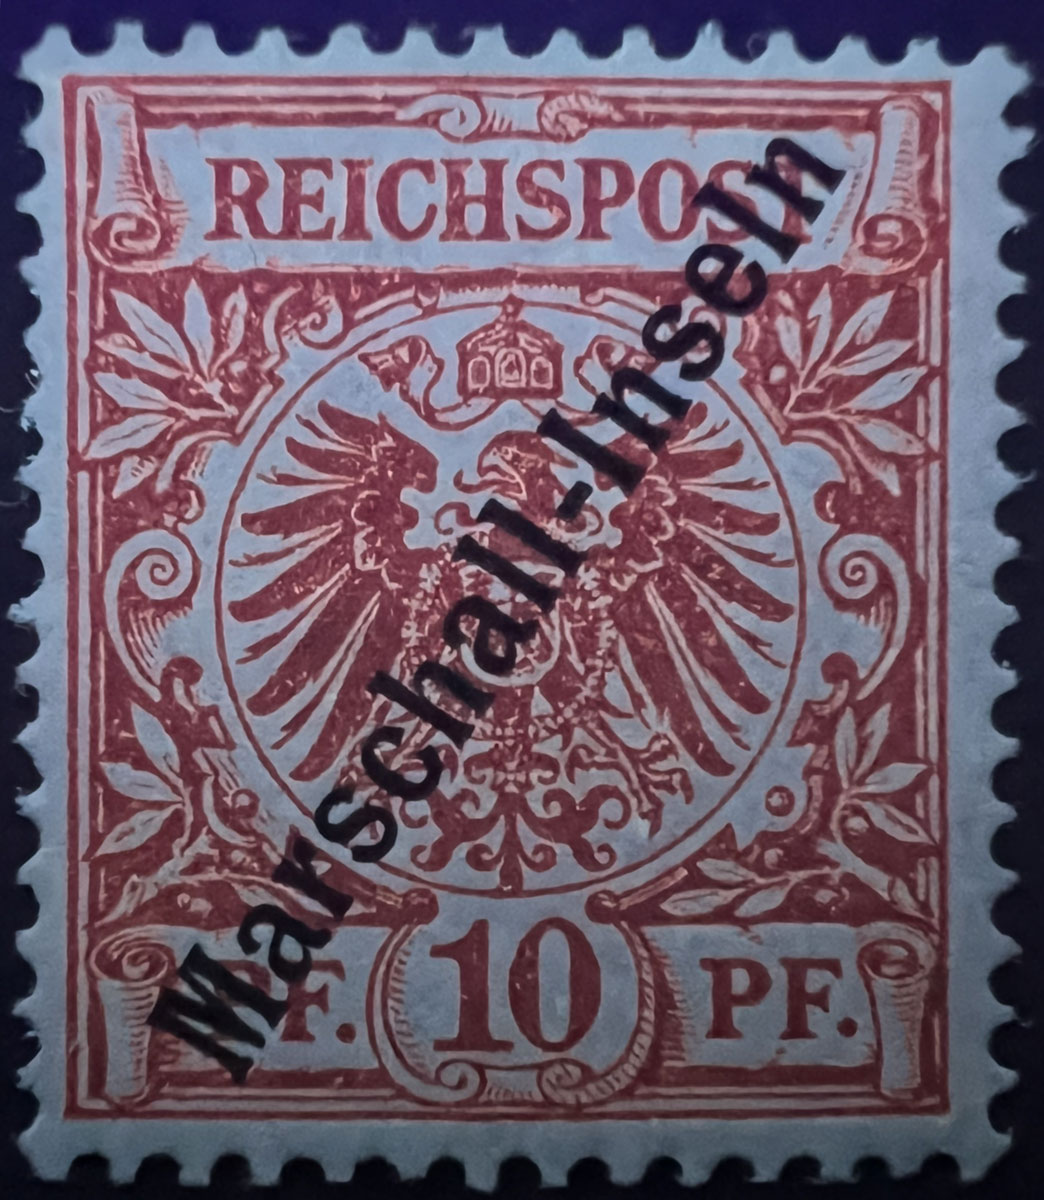 REICHSPOST
Marschall-Inseln
PF. 10 PF.